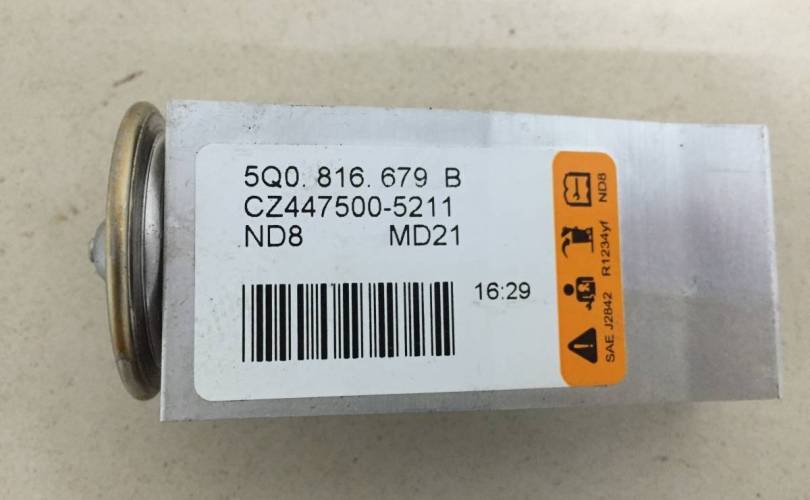 5Q0. 816. 679 B
CZ447500-5211
ND8 MD21
16:29
SAE J2842 R1234yf ND8